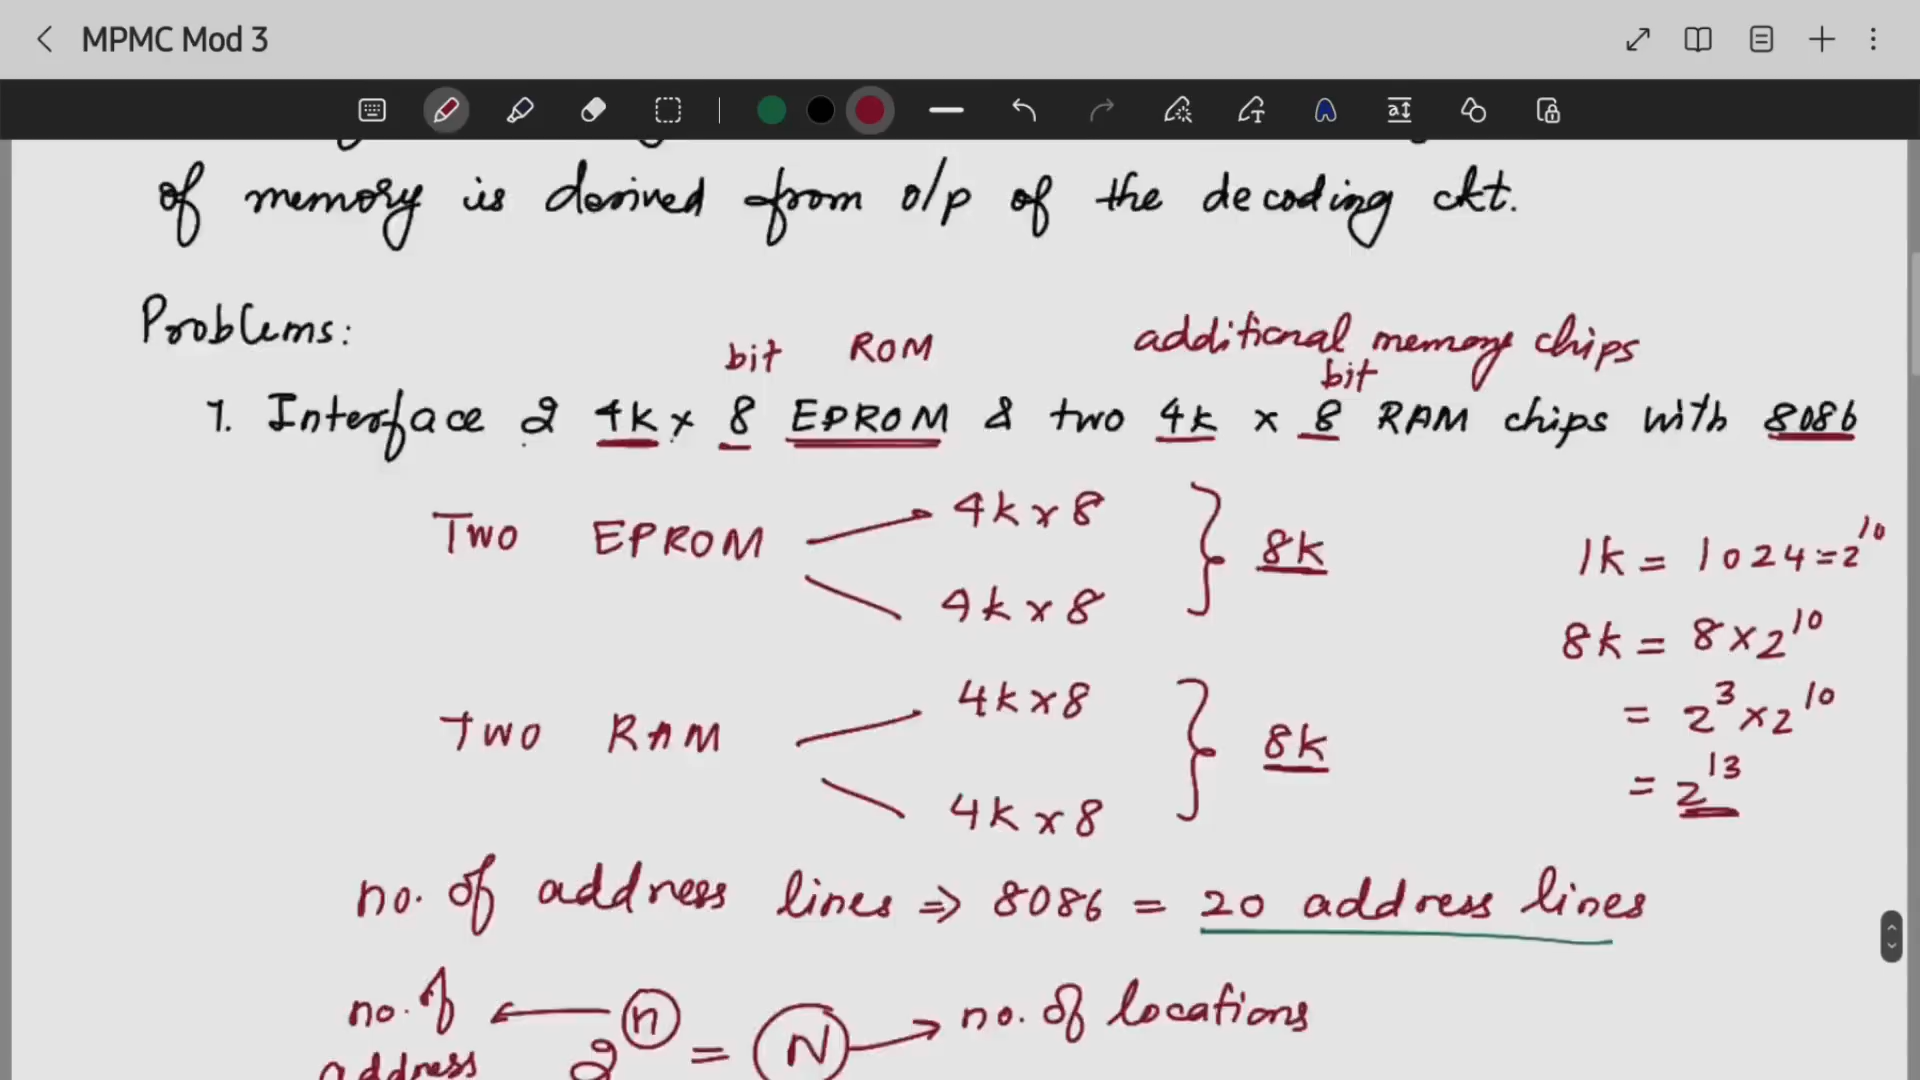 MPMC Mod 3
of memory is derived from o/p of the decoding ckt.
Problems:
bit ROM additional memory chips
bit
1. Interface 2 4k x 8 EPROM & two 4k x 8 RAM chips with 8086
Two EPROM
4k x 8
4k x 8
8k
1k = 1024 = 2^10
8k = 8 x 2^10
= 2^3 x 2^10
= 2^13
Two RAM
4k x 8
4k x 8
8k
no. of address lines ⇒ 8086 = 20 address lines
no. of address
2^n = N → no. of locations